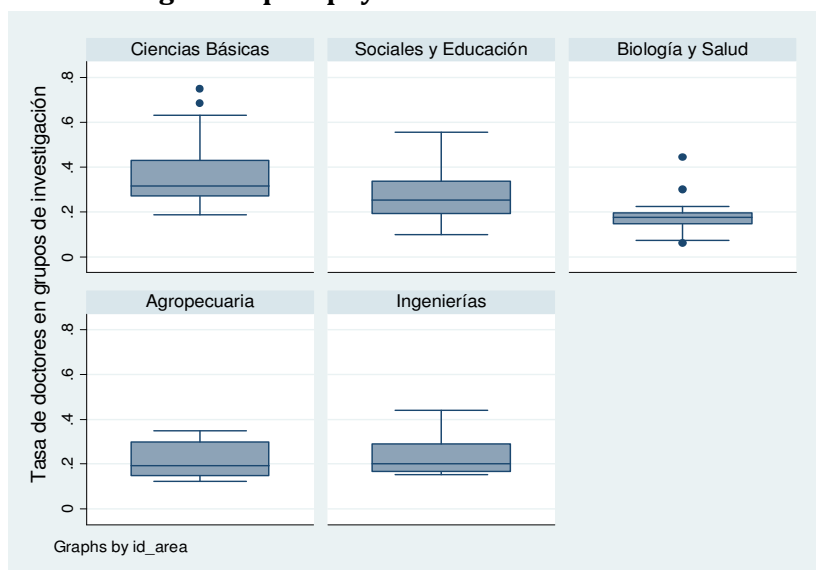 Ciencias Básicas
Sociales y Educación
Biología y Salud
Tasa de doctores en grupos de investigación
.8
.6
.4
.2
0
Agropecuaria
Ingenierías
.8
.6
.4
.2
0
Graphs by id_area